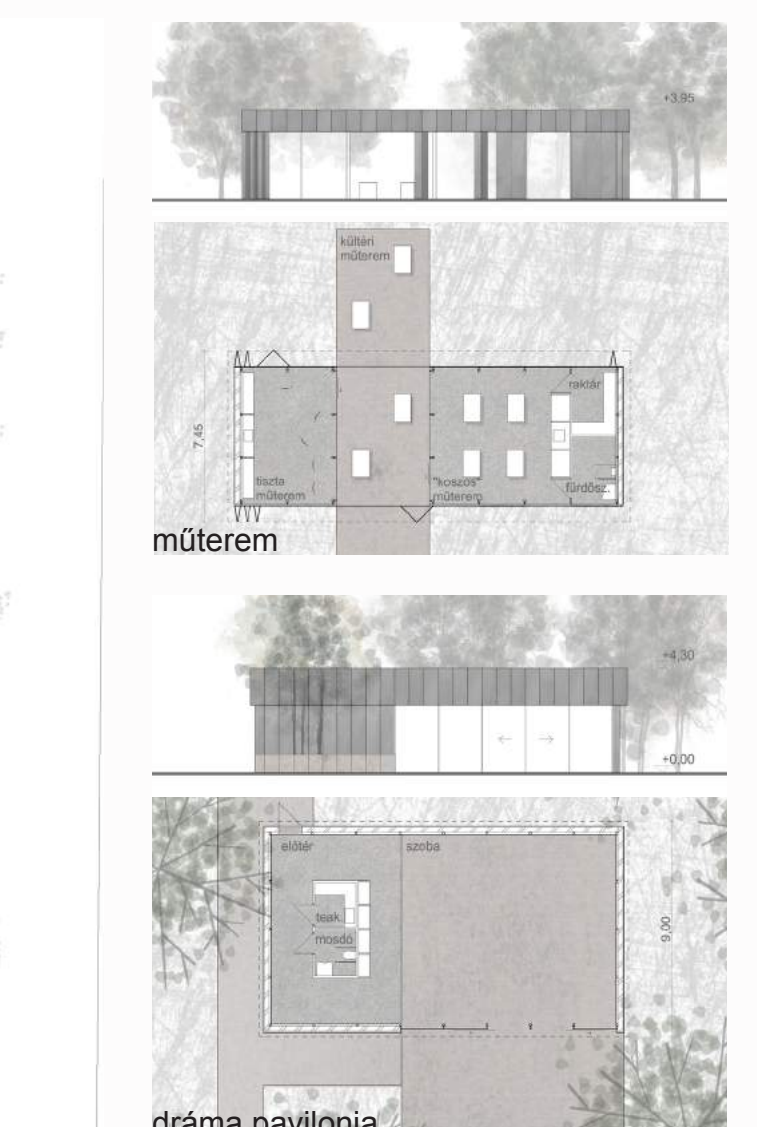 +3,95
kültéri
műterem
raktár
7,45
tiszta
műterem
"koszos"
műterem
fürdősz.
műterem
+4,30
+0,00
előtér
szoba
teak.
mosdó
9,00
dráma pavilonja